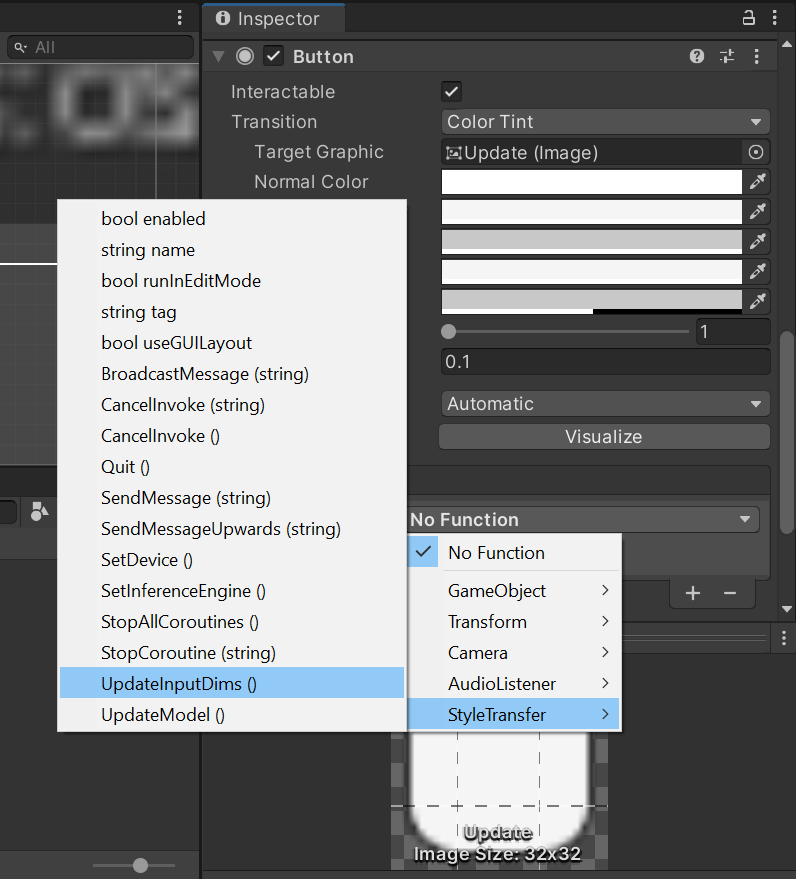 Inspector
All
Button
Interactable
Transition
Color Tint
Target Graphic
Update (Image)
Normal Color
bool enabled
string name
bool runInEditMode
string tag
bool useGUILayout
BroadcastMessage (string)
CancelInvoke (string)
CancelInvoke ()
Quit ()
SendMessage (string)
SendMessageUpwards (string)
SetDevice ()
SetInferenceEngine ()
StopAllCoroutines ()
StopCoroutine (string)
UpdateInputDims ()
UpdateModel ()
1
0.1
Automatic
Visualize
No Function
No Function
GameObject
Transform
Camera
AudioListener
StyleTransfer
Update
Image Size: 32x32